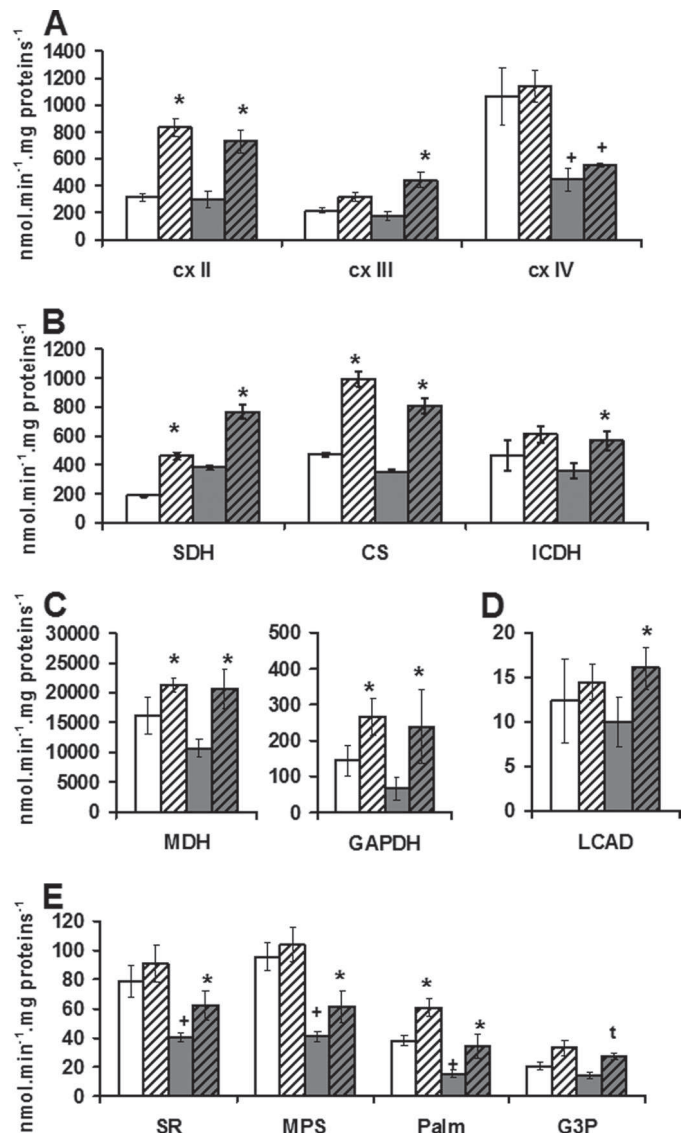 A
nmol.min-1.mg proteins-1
1400
1200
1000
800
600
400
200
0
* * * + +
cx II cx III cx IV
B
nmol.min-1.mg proteins-1
1200
1000
800
600
400
200
0
* * * * *
SDH CS ICDH
C
nmol.min-1.mg proteins-1
30000
25000
20000
15000
10000
5000
0
* *
MDH
500
400
300
200
100
0
* *
GAPDH
D
20
15
10
5
0
*
LCAD
E
nmol.min-1.mg proteins-1
120
100
80
60
40
20
0
+ * + * * + * t
SR MPS Palm G3P